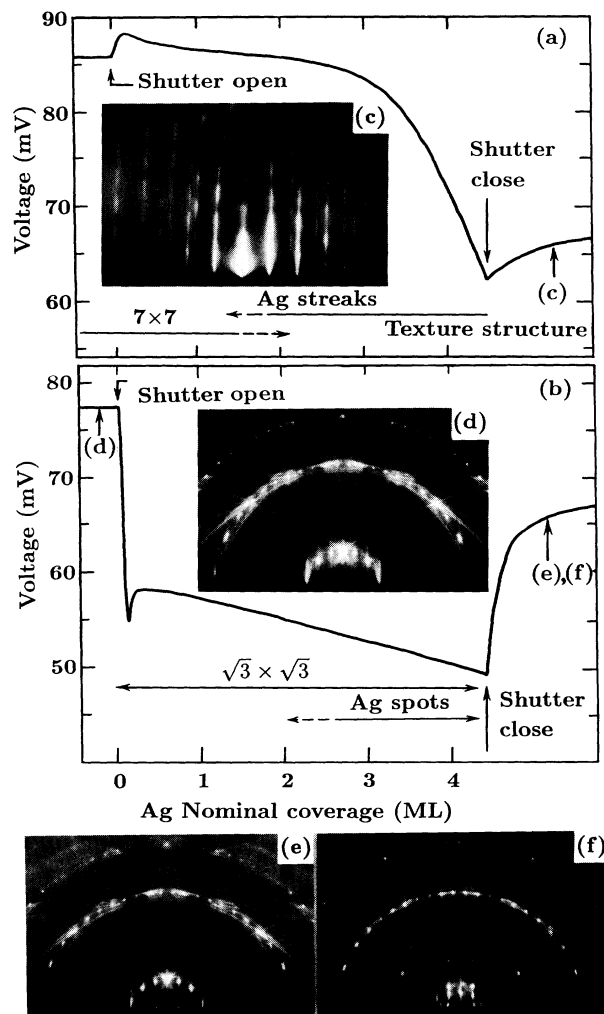 90
(a)
Shutter open
80
(c)
Shutter
close
70
Voltage (mV)
Ag streaks
(c)
7×7
60
Texture structure
80
(b)
Shutter open
(d)
(d)
70
Voltage (mV)
60
(e),(f)
√3 × √3
50
Ag spots
Shutter
close
0 1 2 3 4
Ag Nominal coverage (ML)
(e)
(f)